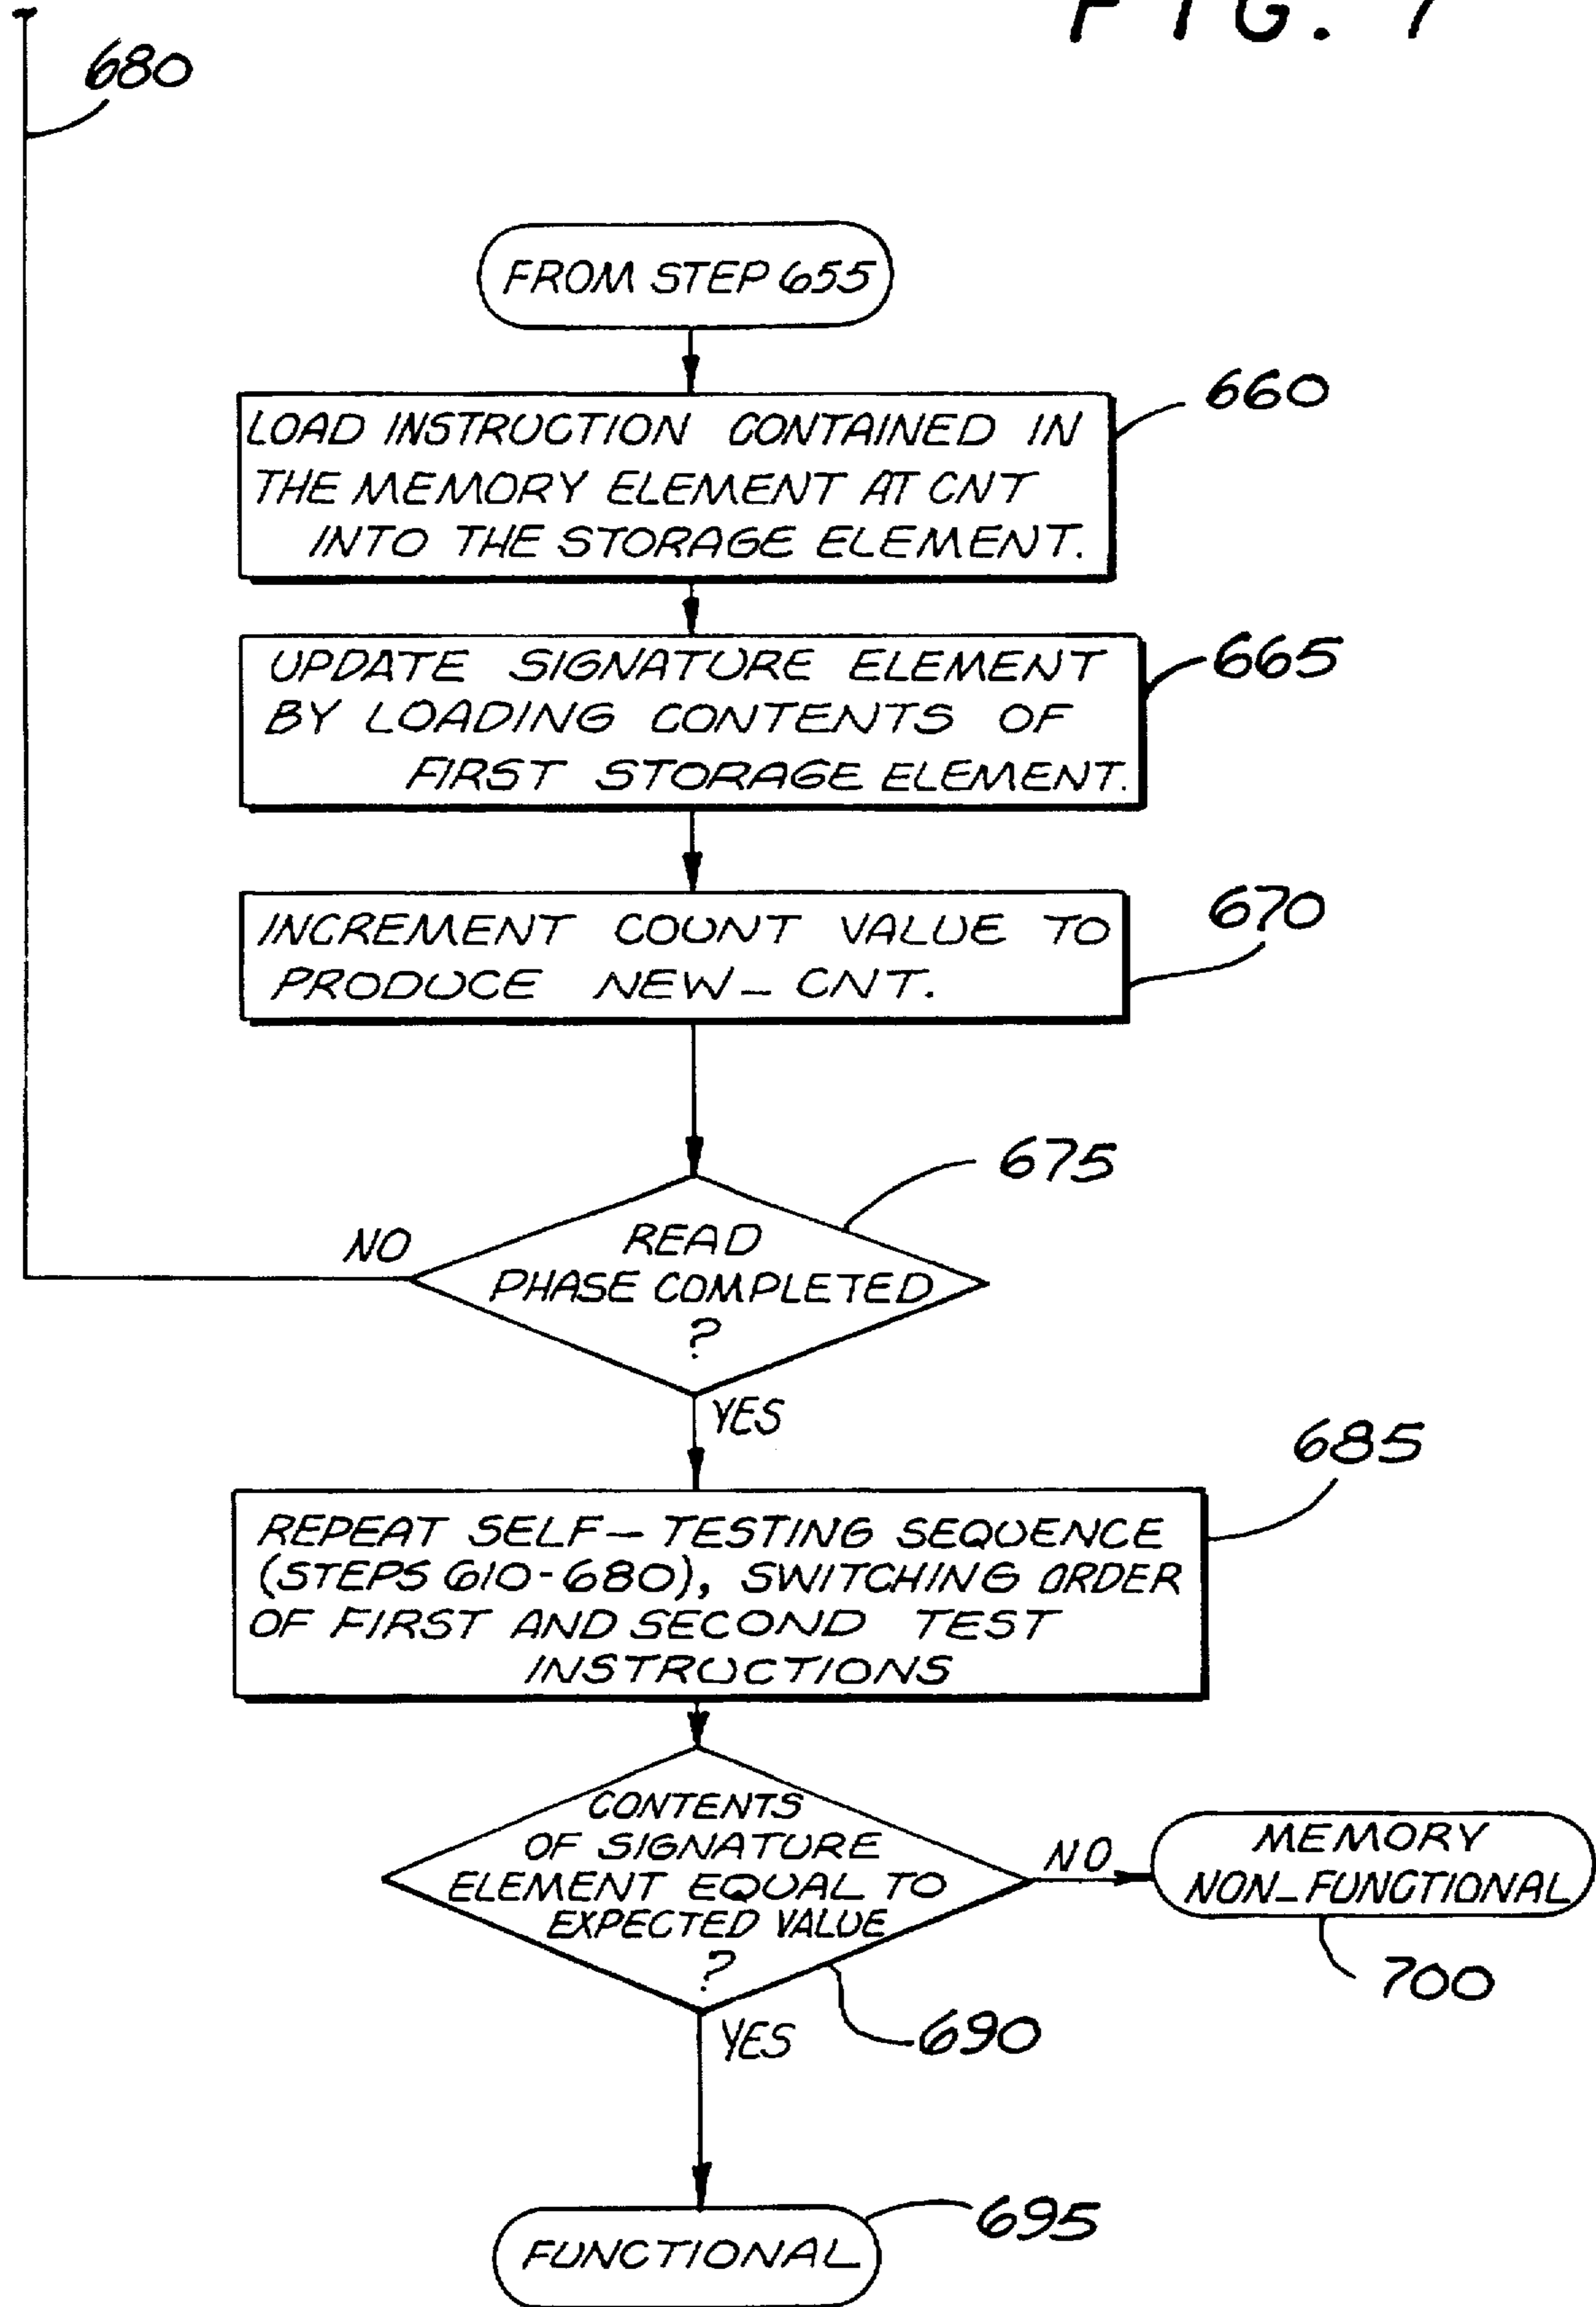 FIG. 7
680
FROM STEP 655
660
LOAD INSTRUCTION CONTAINED IN
THE MEMORY ELEMENT AT CNT
INTO THE STORAGE ELEMENT.
665
UPDATE SIGNATURE ELEMENT
BY LOADING CONTENTS OF
FIRST STORAGE ELEMENT.
670
INCREMENT COUNT VALUE TO
PRODUCE NEW_CNT.
675
NO
READ
PHASE COMPLETED
?
YES
685
REPEAT SELF-TESTING SEQUENCE
(STEPS 610-680), SWITCHING ORDER
OF FIRST AND SECOND TEST
INSTRUCTIONS
CONTENTS
OF SIGNATURE
ELEMENT EQUAL TO
EXPECTED VALUE
?
NO
MEMORY
NON_FUNCTIONAL
700
YES
690
695
FUNCTIONAL